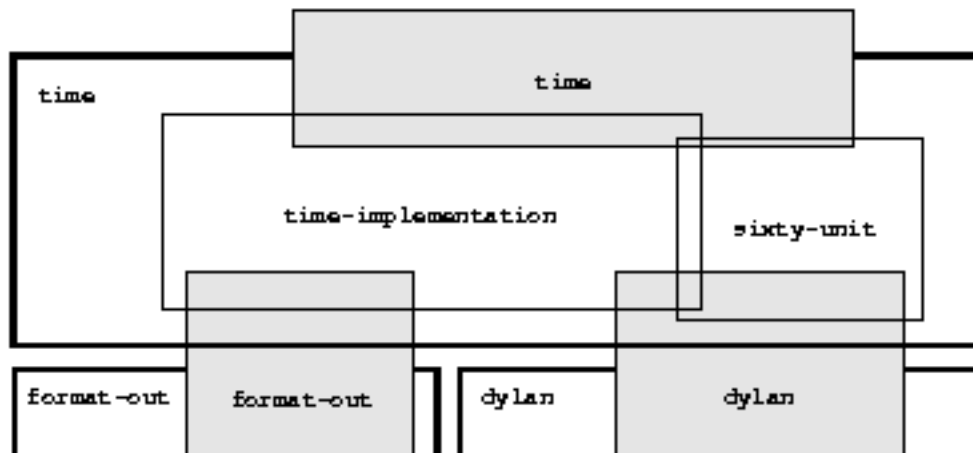 time
time
time-implementation
sixty-unit
format-out
format-out
dylan
dylan